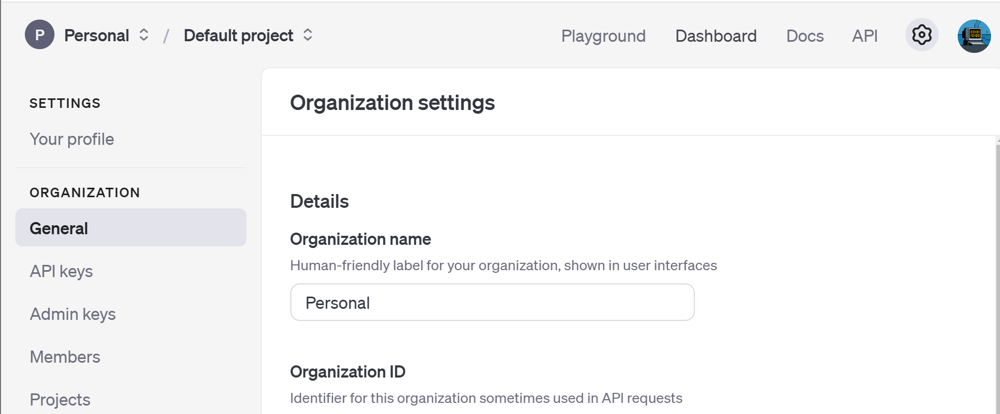 P Personal / Default project Playground Dashboard Docs API
SETTINGS
Your profile
ORGANIZATION
General
API keys
Admin keys
Members
Projects
Organization settings
Details
Organization name
Human-friendly label for your organization, shown in user interfaces
Personal
Organization ID
Identifier for this organization sometimes used in API requests